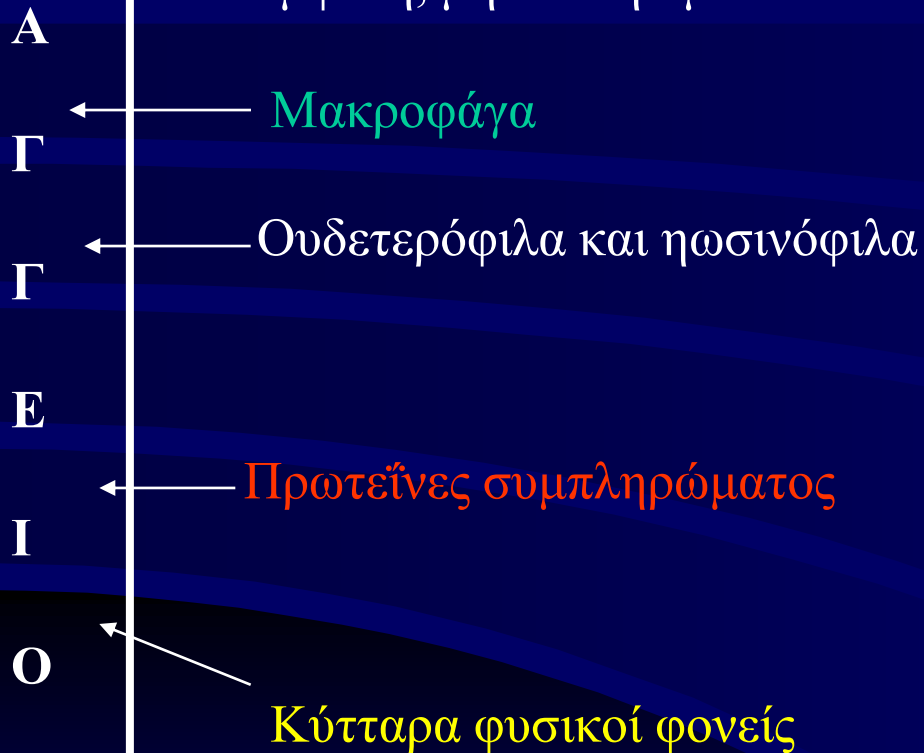 Α
Μακροφάγα
Γ
Ουδετερόφιλα και ηωσινόφιλα
Γ
Ε
Πρωτεΐνες συμπληρώματος
Ι
Ο
Κύτταρα φυσικοί φονείς